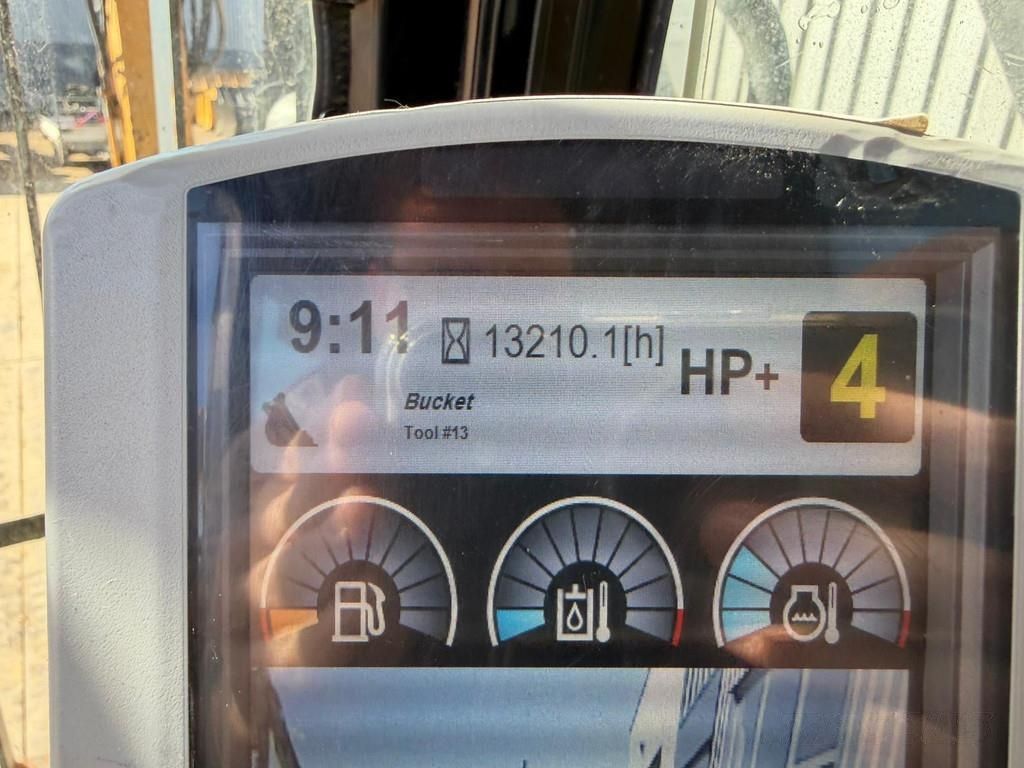 9:11
13210.1[h]
HP+
4
Bucket
Tool #13